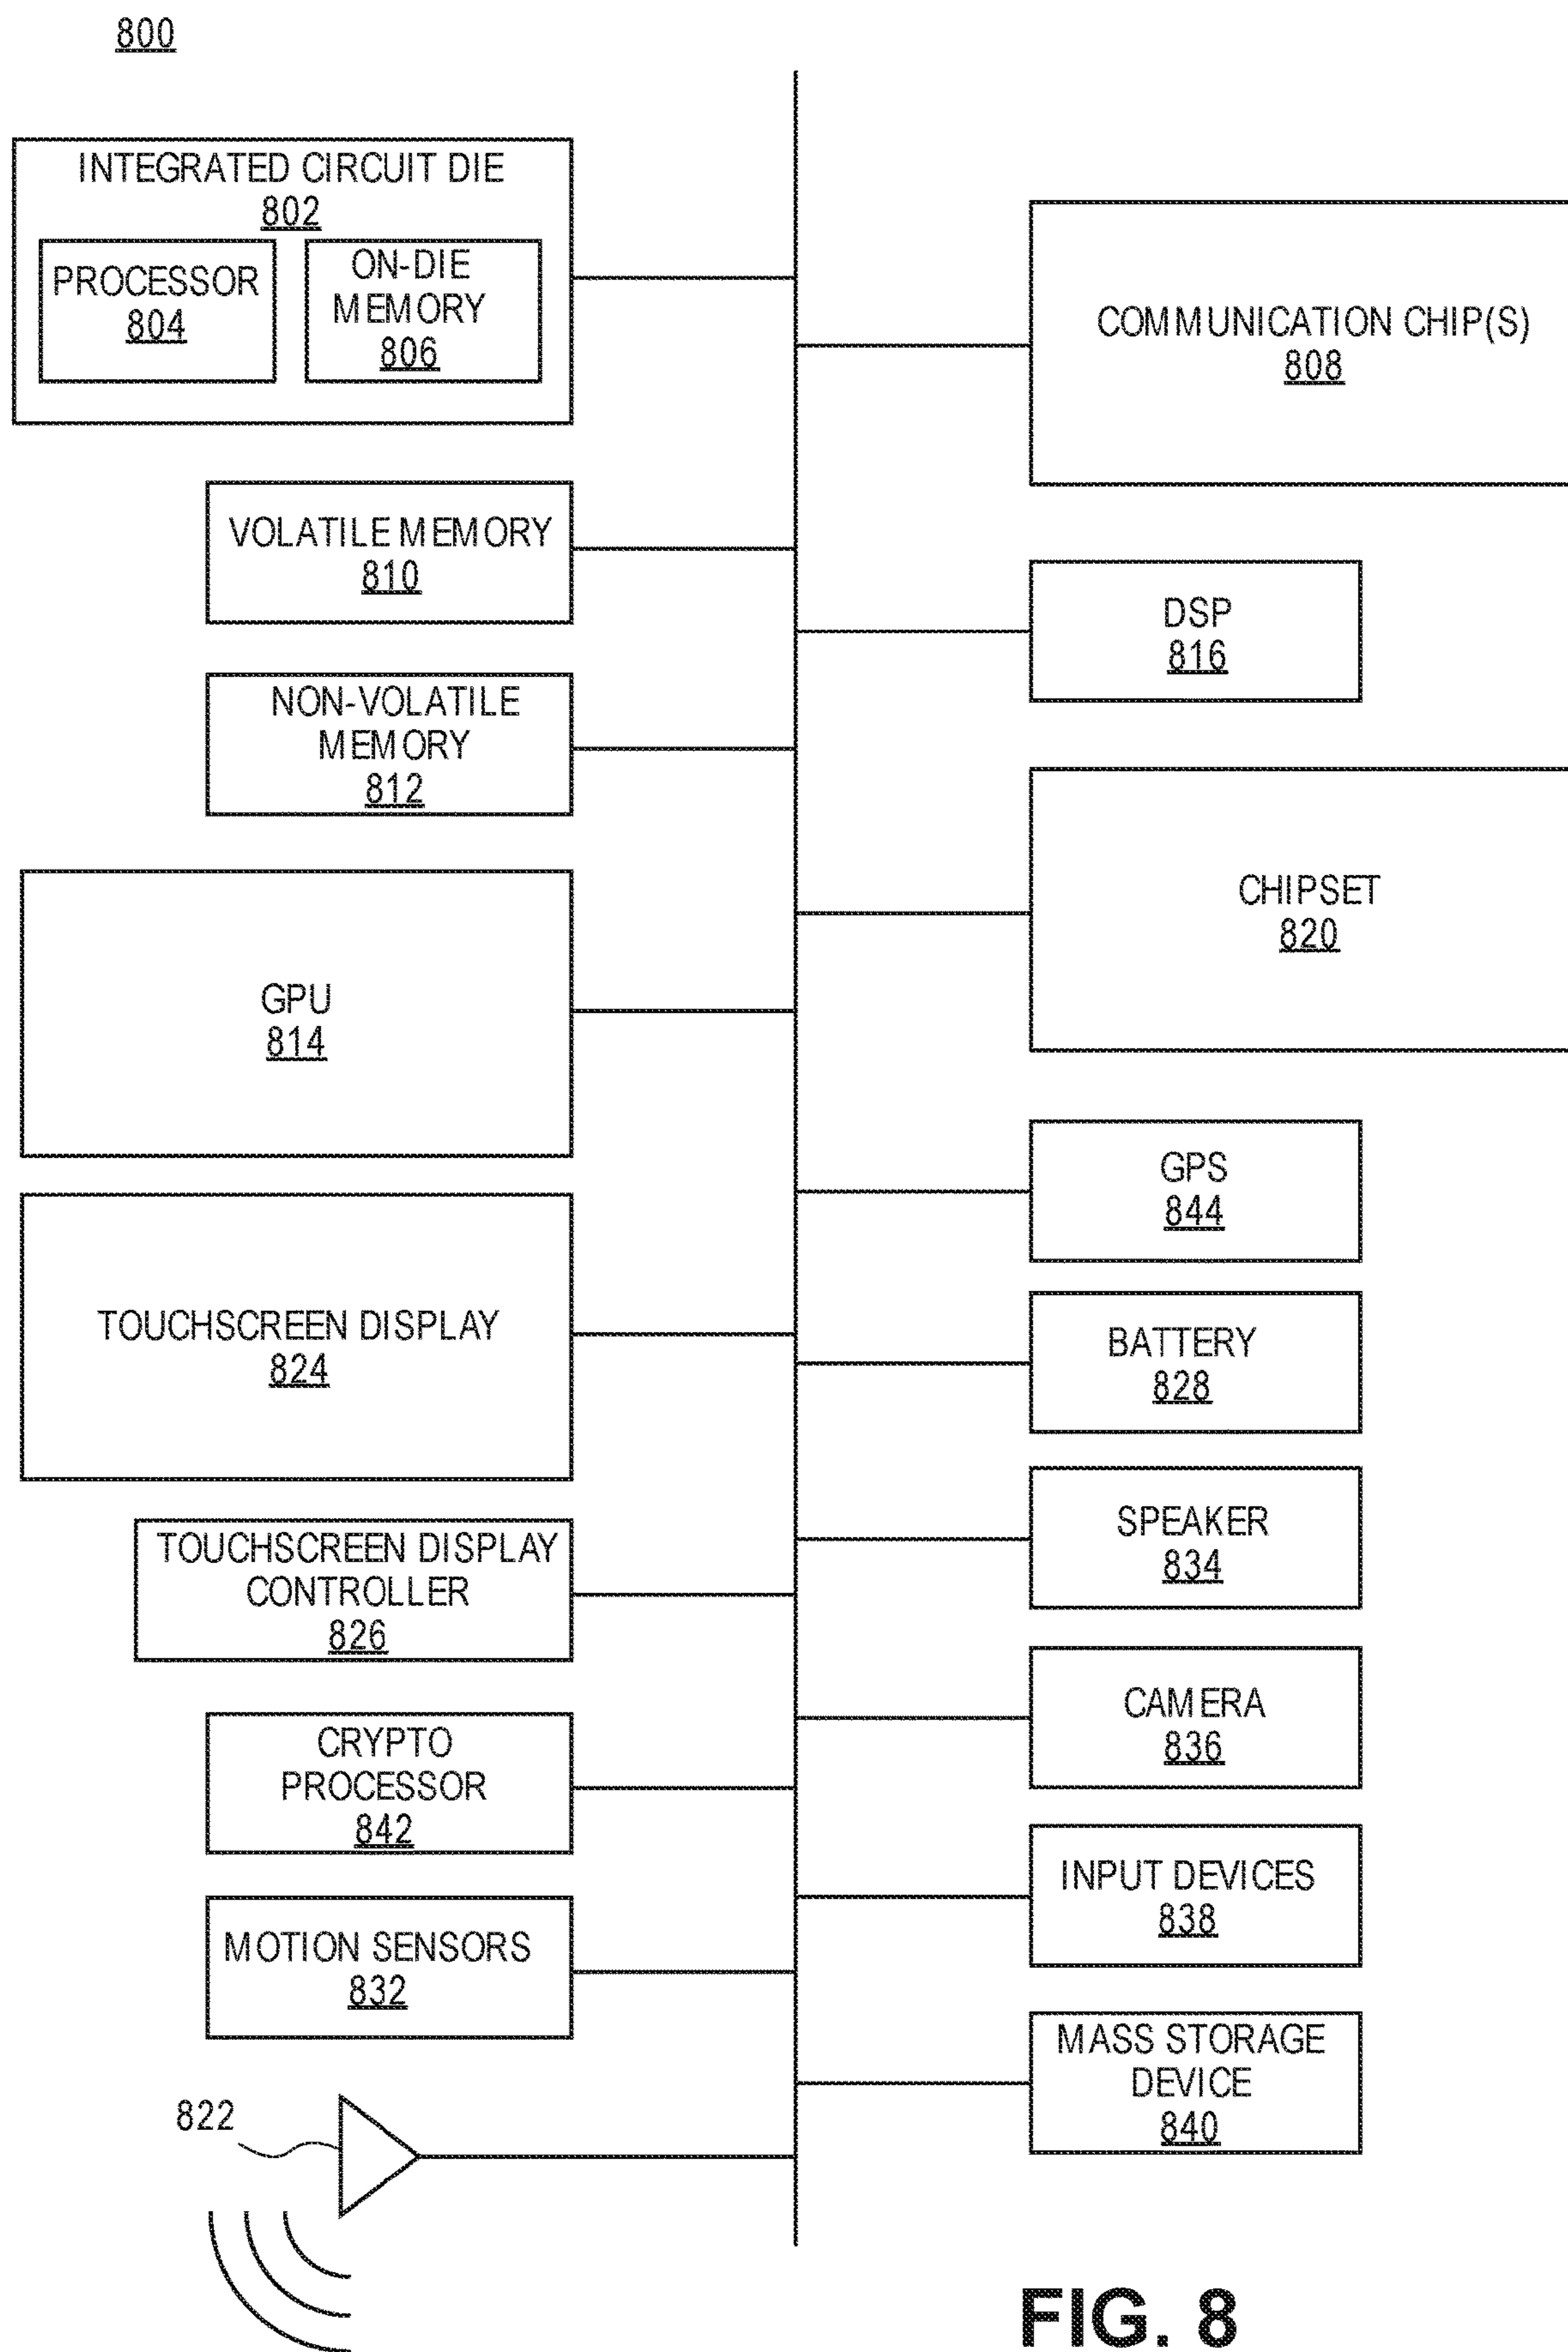 800
INTEGRATED CIRCUIT DIE
802
PROCESSOR
804
ON-DIE
MEMORY
806
VOLATILE MEMORY
810
NON-VOLATILE
MEMORY
812
GPU
814
TOUCHSCREEN DISPLAY
824
TOUCHSCREEN DISPLAY
CONTROLLER
826
CRYPTO
PROCESSOR
842
MOTION SENSORS
832
822
COMMUNICATION CHIP(S)
808
DSP
816
CHIPSET
820
GPS
844
BATTERY
828
SPEAKER
834
CAMERA
836
INPUT DEVICES
838
MASS STORAGE
DEVICE
840
FIG. 8